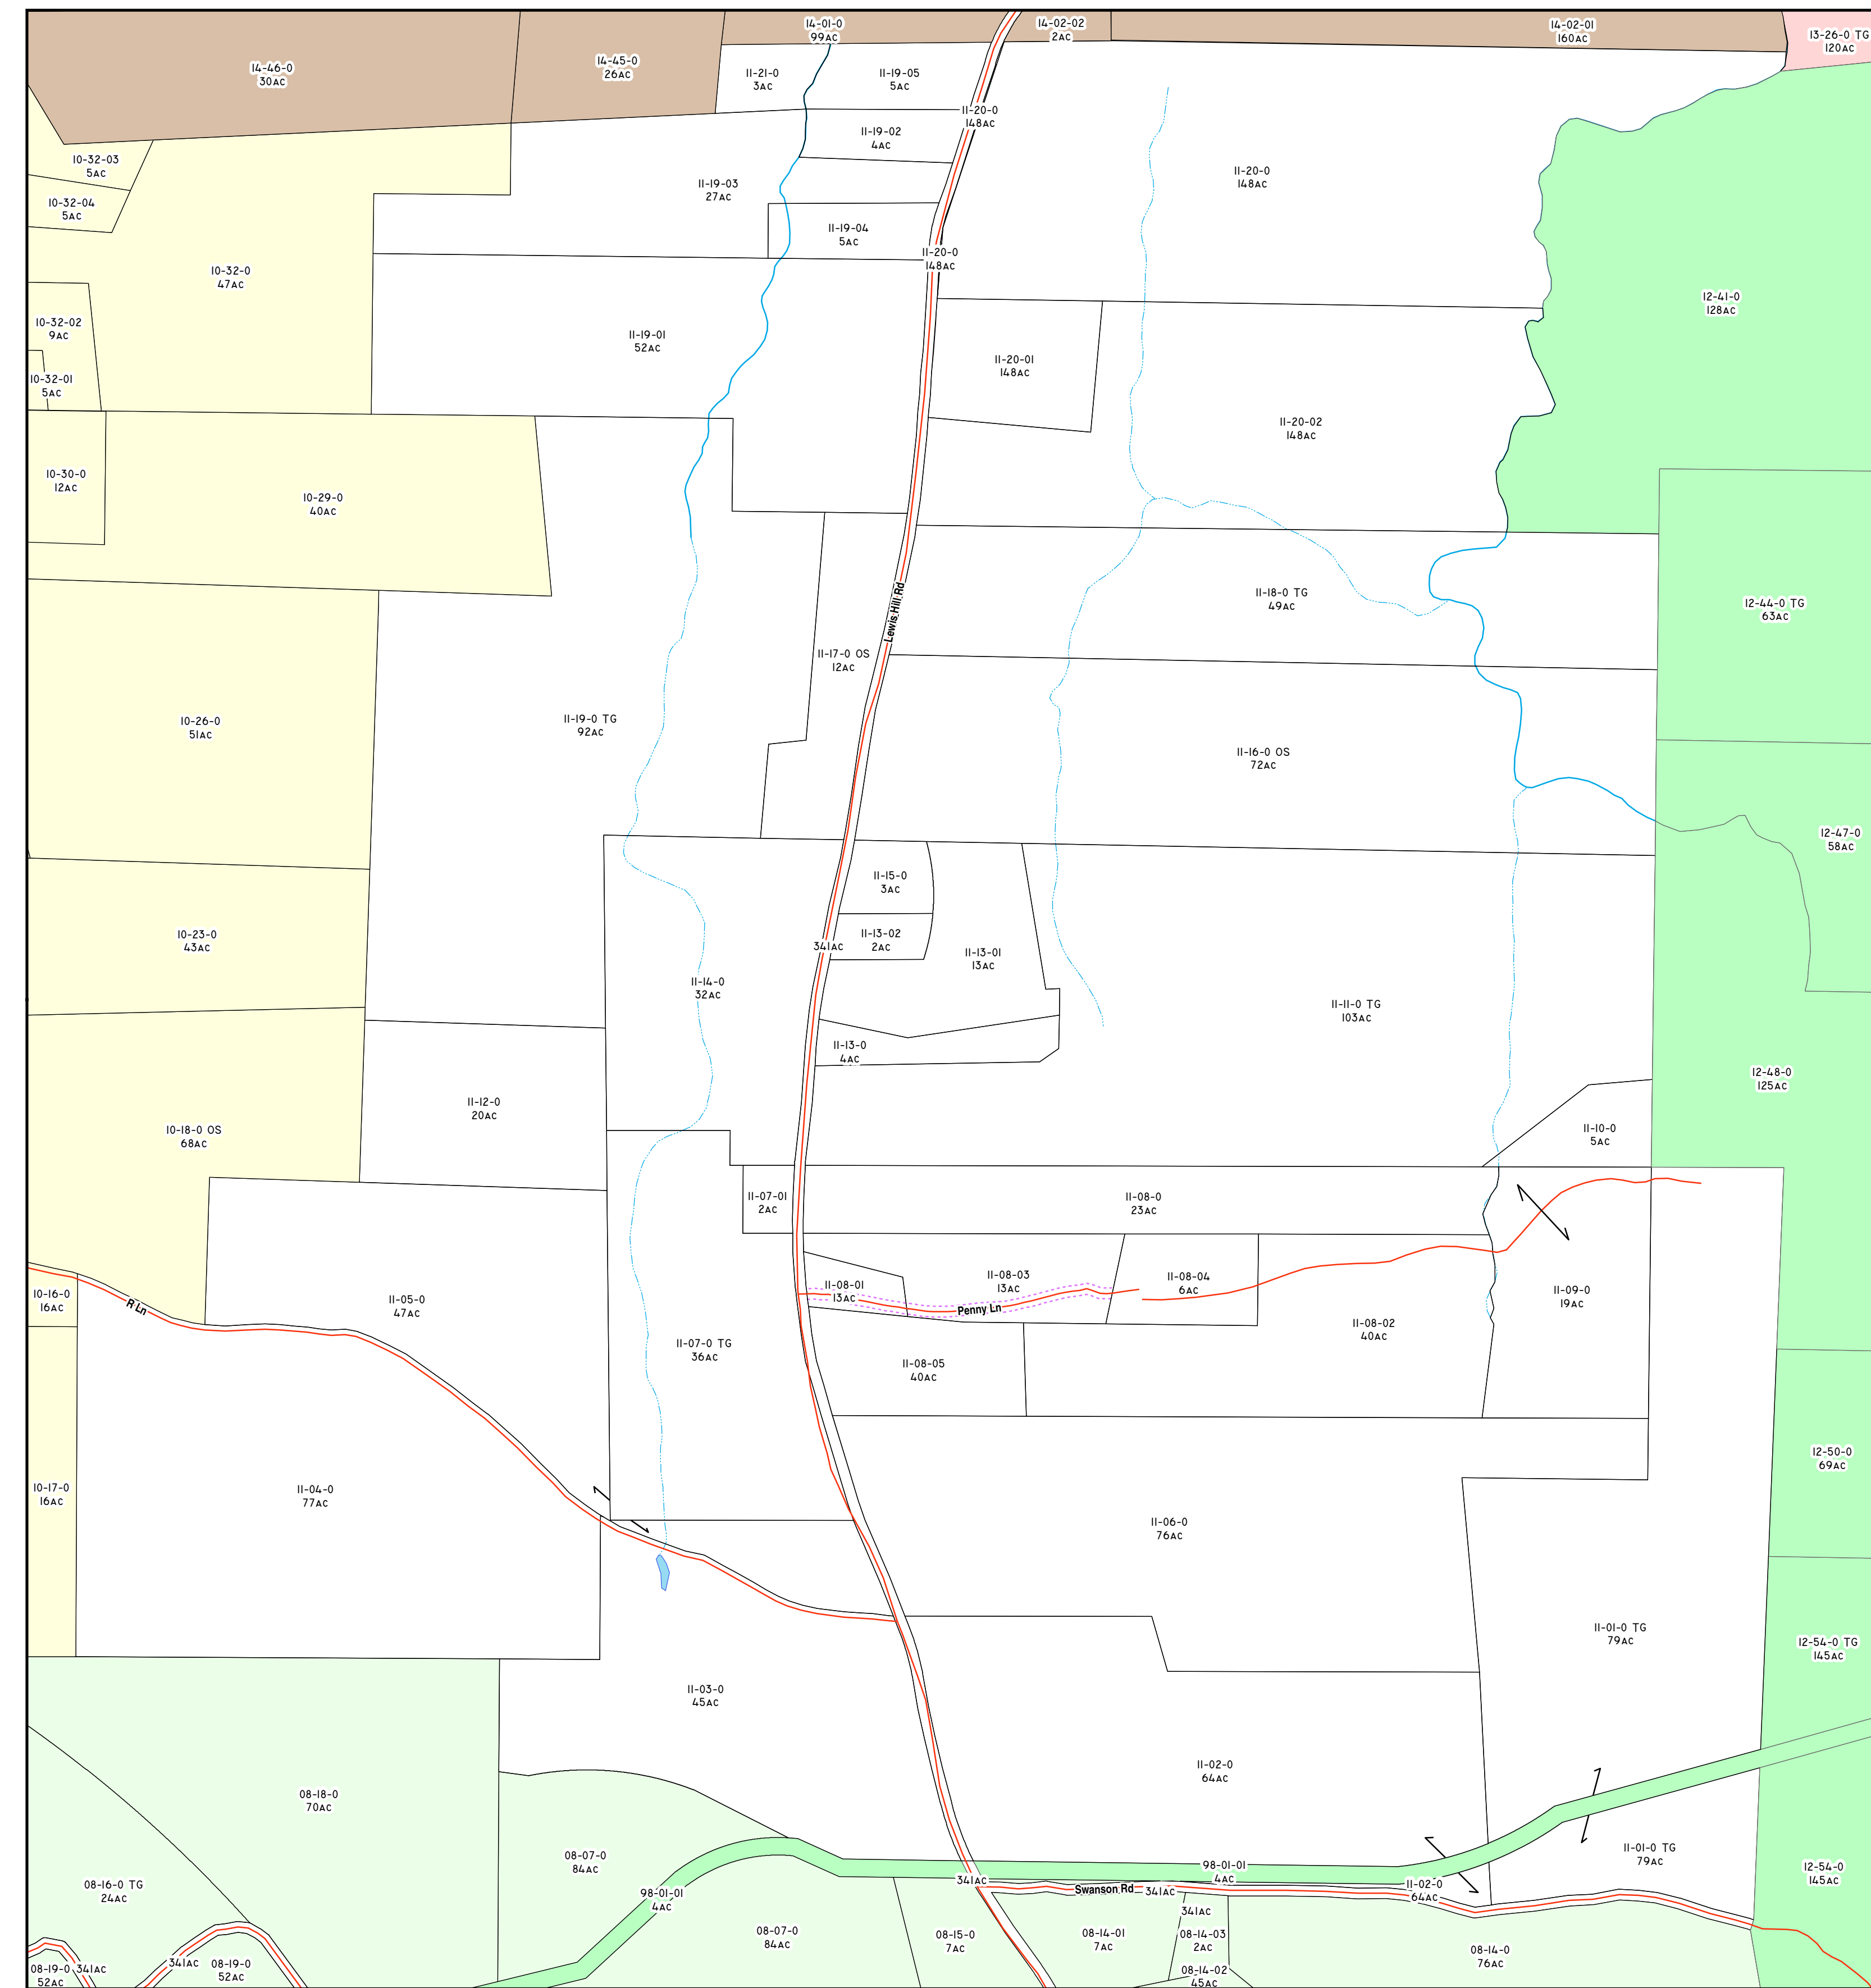 14-46-0
30AC
14-45-0
26AC
14-01-0
99AC
14-02-02
2AC
14-02-01
160AC
13-26-0 TG
120AC
11-21-0
3AC
11-19-05
5AC
11-20-0
148AC
11-19-02
4AC
10-32-03
5AC
10-32-04
5AC
11-19-03
27AC
11-20-0
148AC
11-19-04
5AC
11-20-0
148AC
10-32-0
47AC
12-41-0
128AC
10-32-02
9AC
10-32-01
5AC
11-19-01
52AC
11-20-01
148AC
11-20-02
148AC
10-30-0
12AC
10-29-0
40AC
Lewis Hill Rd
11-18-0 TG
49AC
12-44-0 TG
63AC
11-17-0 OS
12AC
10-26-0
51AC
11-19-0 TG
92AC
11-16-0 OS
72AC
12-47-0
58AC
11-15-0
3AC
10-23-0
43AC
341AC
11-13-02
2AC
11-13-01
13AC
11-14-0
32AC
11-11-0 TG
103AC
11-13-0
4AC
12-48-0
125AC
11-12-0
20AC
10-18-0 OS
68AC
11-10-0
5AC
11-07-01
2AC
11-08-0
23AC
10-16-0
16AC
R Ln
11-05-0
47AC
11-08-01
13AC
11-08-03
13AC
Penny Ln
11-08-04
6AC
11-09-0
19AC
11-07-0 TG
36AC
11-08-05
40AC
11-08-02
40AC
12-50-0
69AC
10-17-0
16AC
11-04-0
77AC
11-06-0
76AC
11-01-0 TG
79AC
12-54-0 TG
145AC
11-03-0
45AC
11-02-0
64AC
08-18-0
70AC
08-07-0
84AC
98-01-01
4AC
98-01-01
4AC
11-01-0 TG
79AC
12-54-0
145AC
08-16-0 TG
24AC
341AC
Swanson Rd
341AC
11-02-0
64AC
341AC
08-07-0
84AC
08-15-0
7AC
08-14-01
7AC
08-14-03
2AC
08-14-02
45AC
08-14-0
76AC
08-19-0
52AC
341AC
341AC
08-19-0
52AC